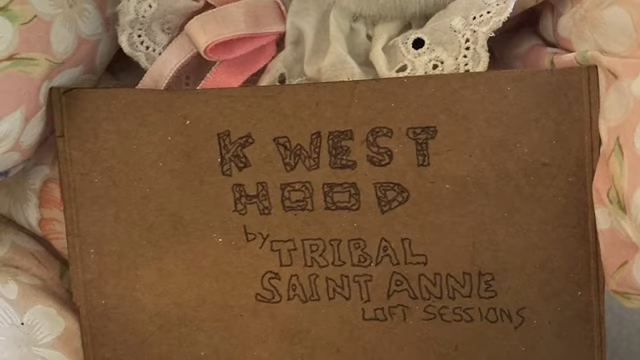 K WEST
HOOD
by TRIBAL
SAINT ANNE
LOFT SESSIONS